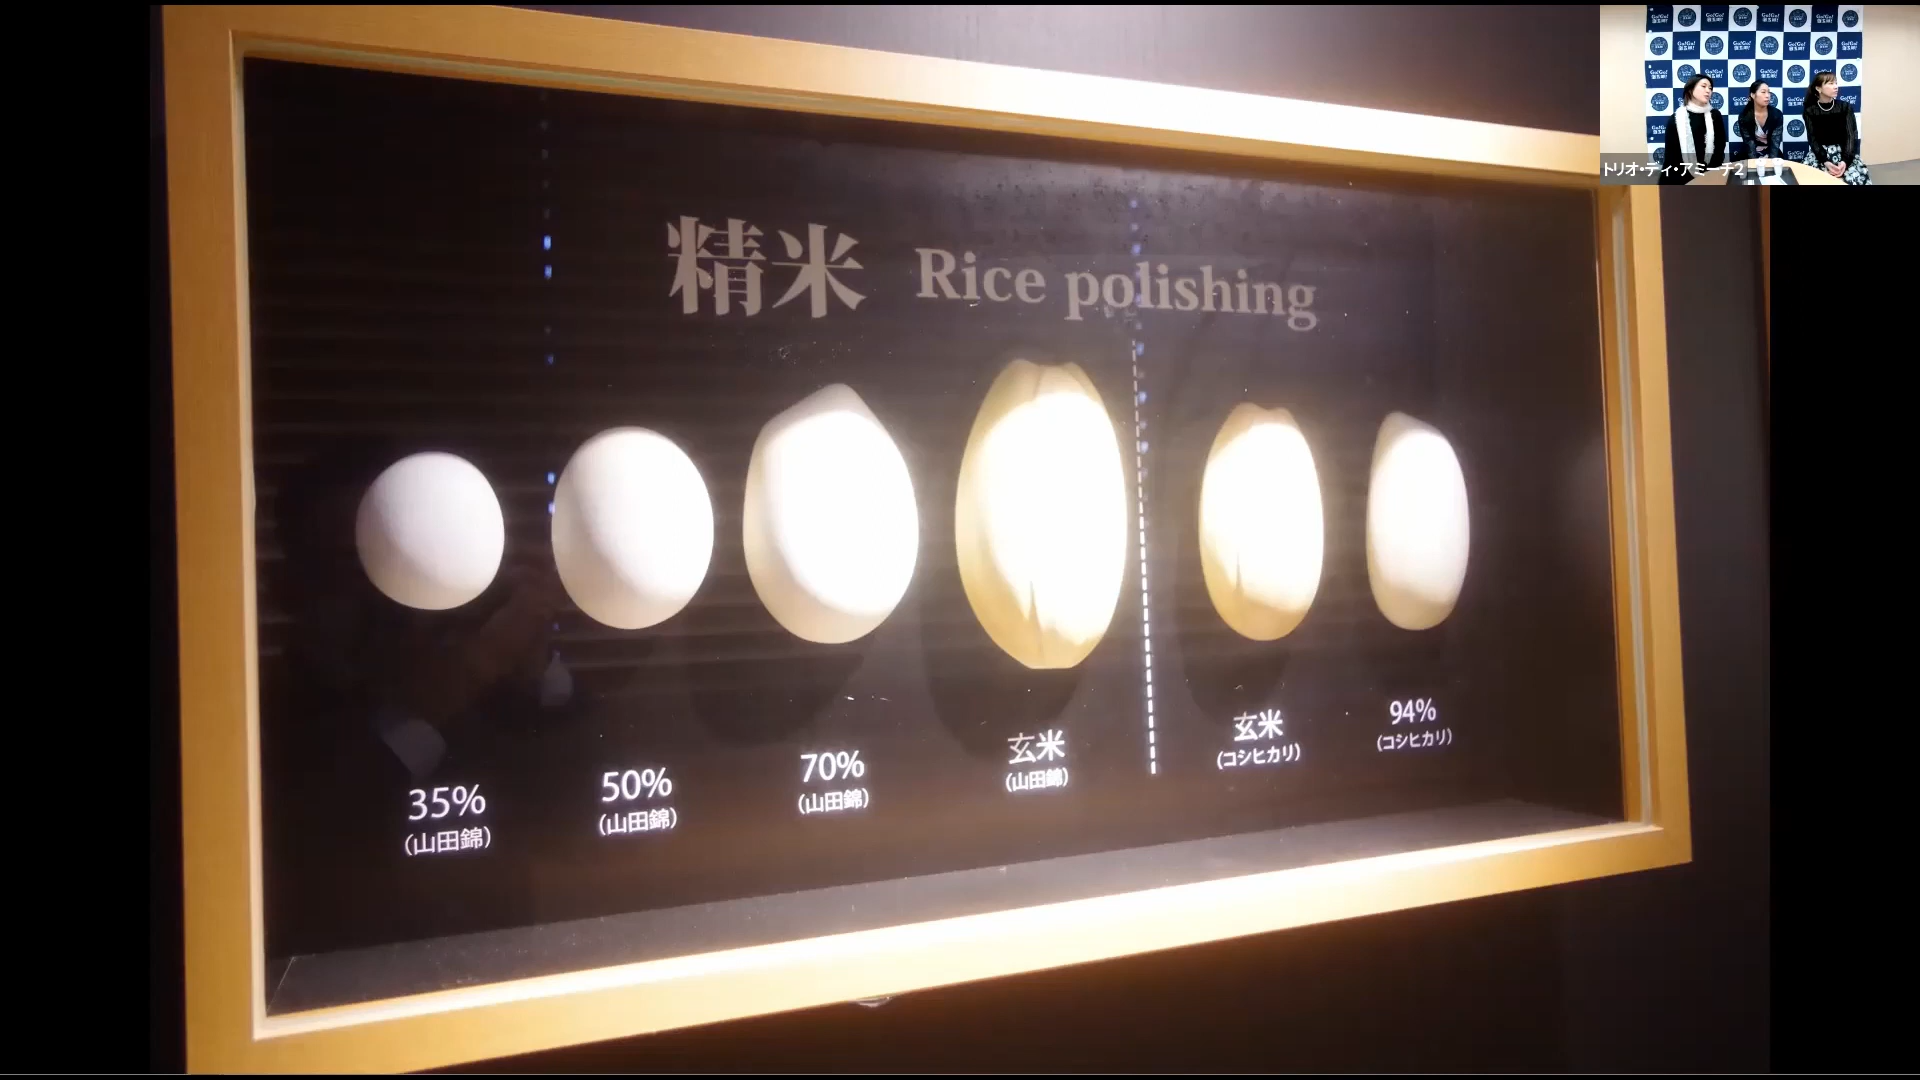 精米 Rice polishing
35%
(山田錦)
50%
(山田錦)
70%
(山田錦)
玄米
(山田錦)
玄米
(コシヒカリ)
94%
(コシヒカリ)
トリオ・ディ・アミーチ2